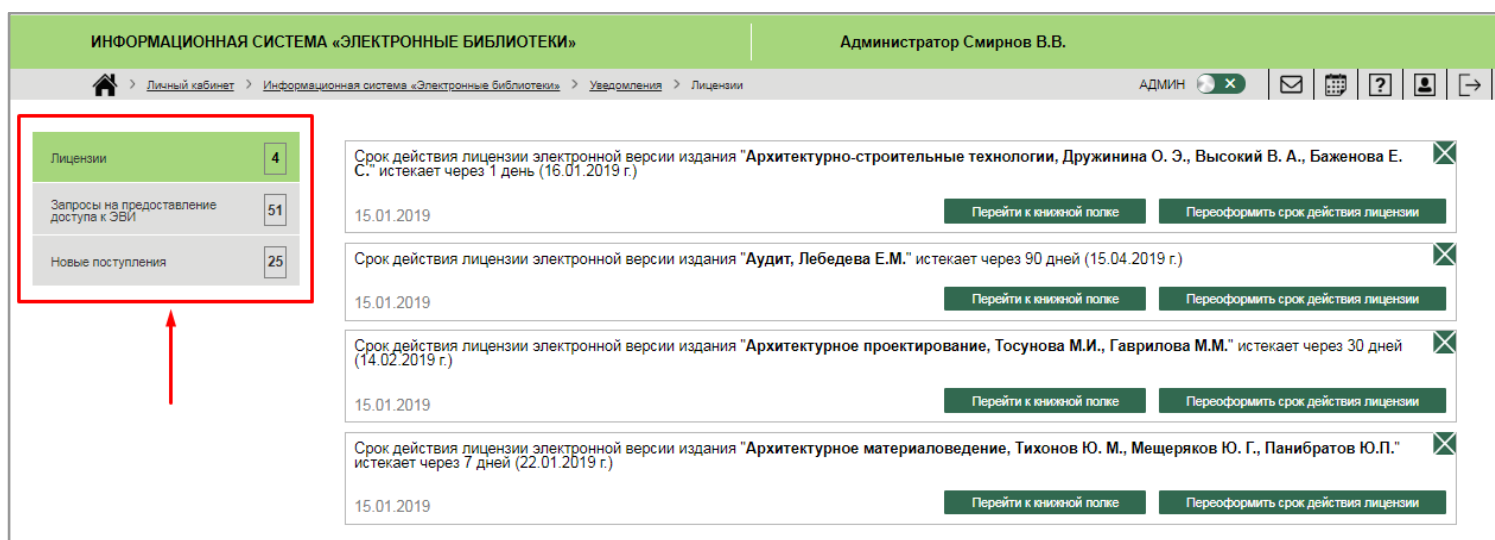 ИНФОРМАЦИОННАЯ СИСТЕМА «ЭЛЕКТРОННЫЕ БИБЛИОТЕКИ»
Администратор Смирнов В.В.
> Личный кабинет > Информационная система «Электронные библиотеки» > Уведомления > Лицензии
АДМИН
Лицензии 4
Запросы на предоставление
доступа к ЭВИ 51
Новые поступления 25
Срок действия лицензии электронной версии издания "Архитектурно-строительные технологии, Дружинина О. Э., Высокий В. А., Баженова Е.
С." истекает через 1 день (16.01.2019 г.)
15.01.2019 Перейти к книжной полке Переоформить срок действия лицензии
Срок действия лицензии электронной версии издания "Аудит, Лебедева Е.М." истекает через 90 дней (15.04.2019 г.)
15.01.2019 Перейти к книжной полке Переоформить срок действия лицензии
Срок действия лицензии электронной версии издания "Архитектурное проектирование, Тосунова М.И., Гаврилова М.М." истекает через 30 дней
(14.02.2019 г.)
15.01.2019 Перейти к книжной полке Переоформить срок действия лицензии
Срок действия лицензии электронной версии издания "Архитектурное материаловедение, Тихонов Ю. М., Мещеряков Ю. Г., Панибратов Ю.П."
истекает через 7 дней (22.01.2019 г.)
15.01.2019 Перейти к книжной полке Переоформить срок действия лицензии